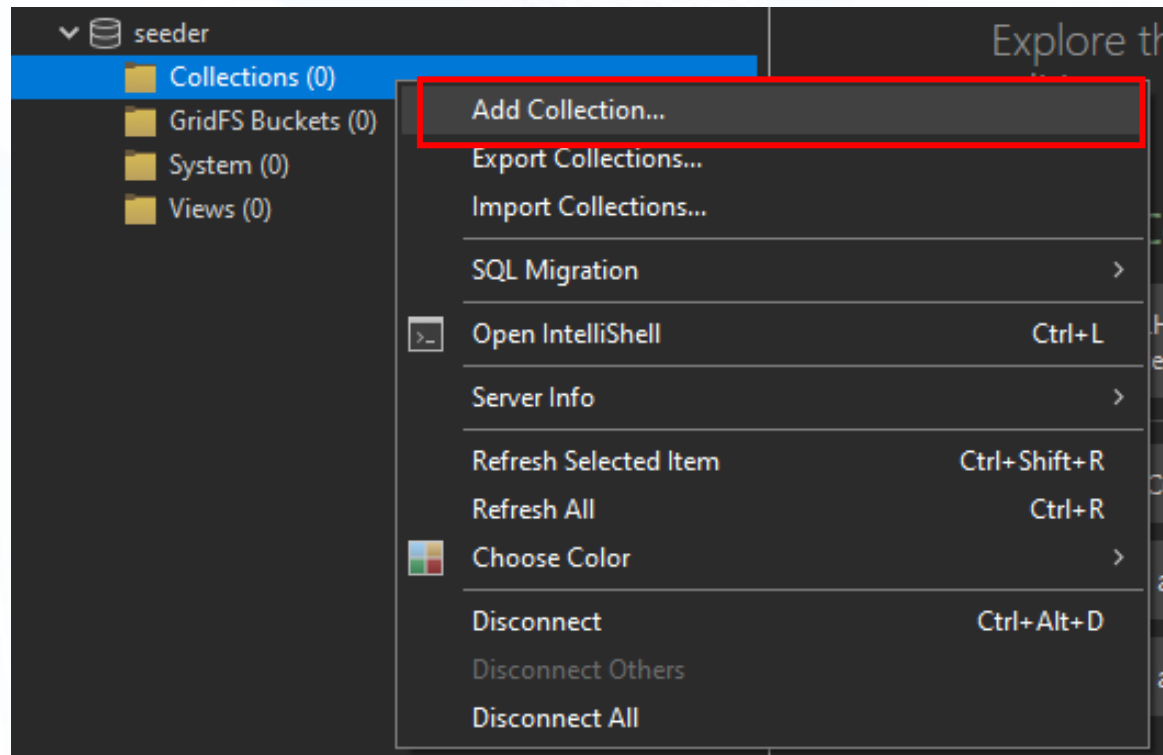 seeder
Collections (0)
GridFS Buckets (0)
System (0)
Views (0)
Explore th
Add Collection...
Export Collections...
Import Collections...
SQL Migration
Open IntelliShell Ctrl+L
Server Info
Refresh Selected Item Ctrl+Shift+R
Refresh All Ctrl+R
Choose Color
Disconnect Ctrl+Alt+D
Disconnect Others
Disconnect All